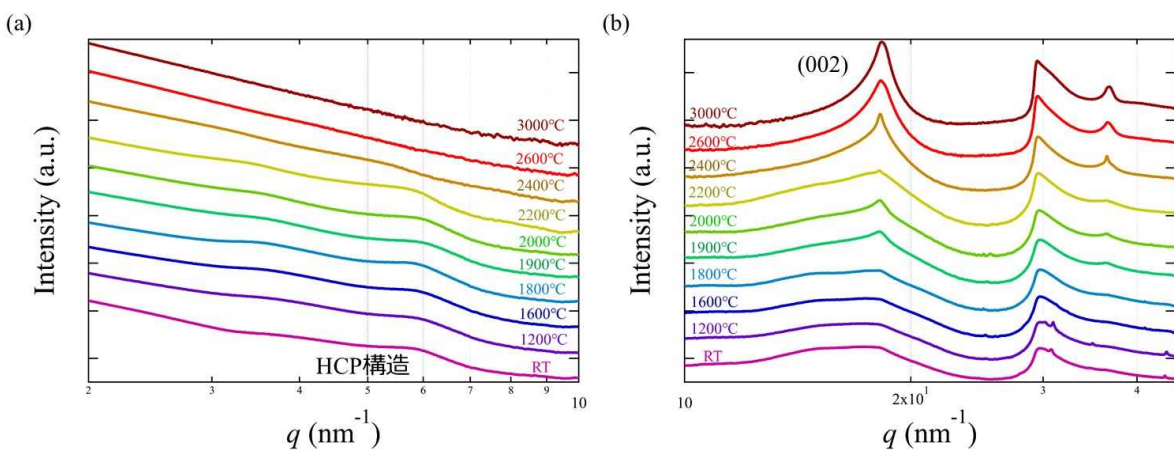 (a)
Intensity (a.u.)
3000℃
2600℃
2400℃
2200℃
2000℃
1900℃
1800℃
1600℃
1200℃
RT
HCP構造
2 3 4 5 6 7 8 9 10
q (nm⁻¹)
(b)
Intensity (a.u.)
(002)
3000℃
2600℃
2400℃
2200℃
2000℃
1900℃
1800℃
1600℃
1200℃
RT
10 2x10¹ 3 4
q (nm⁻¹)